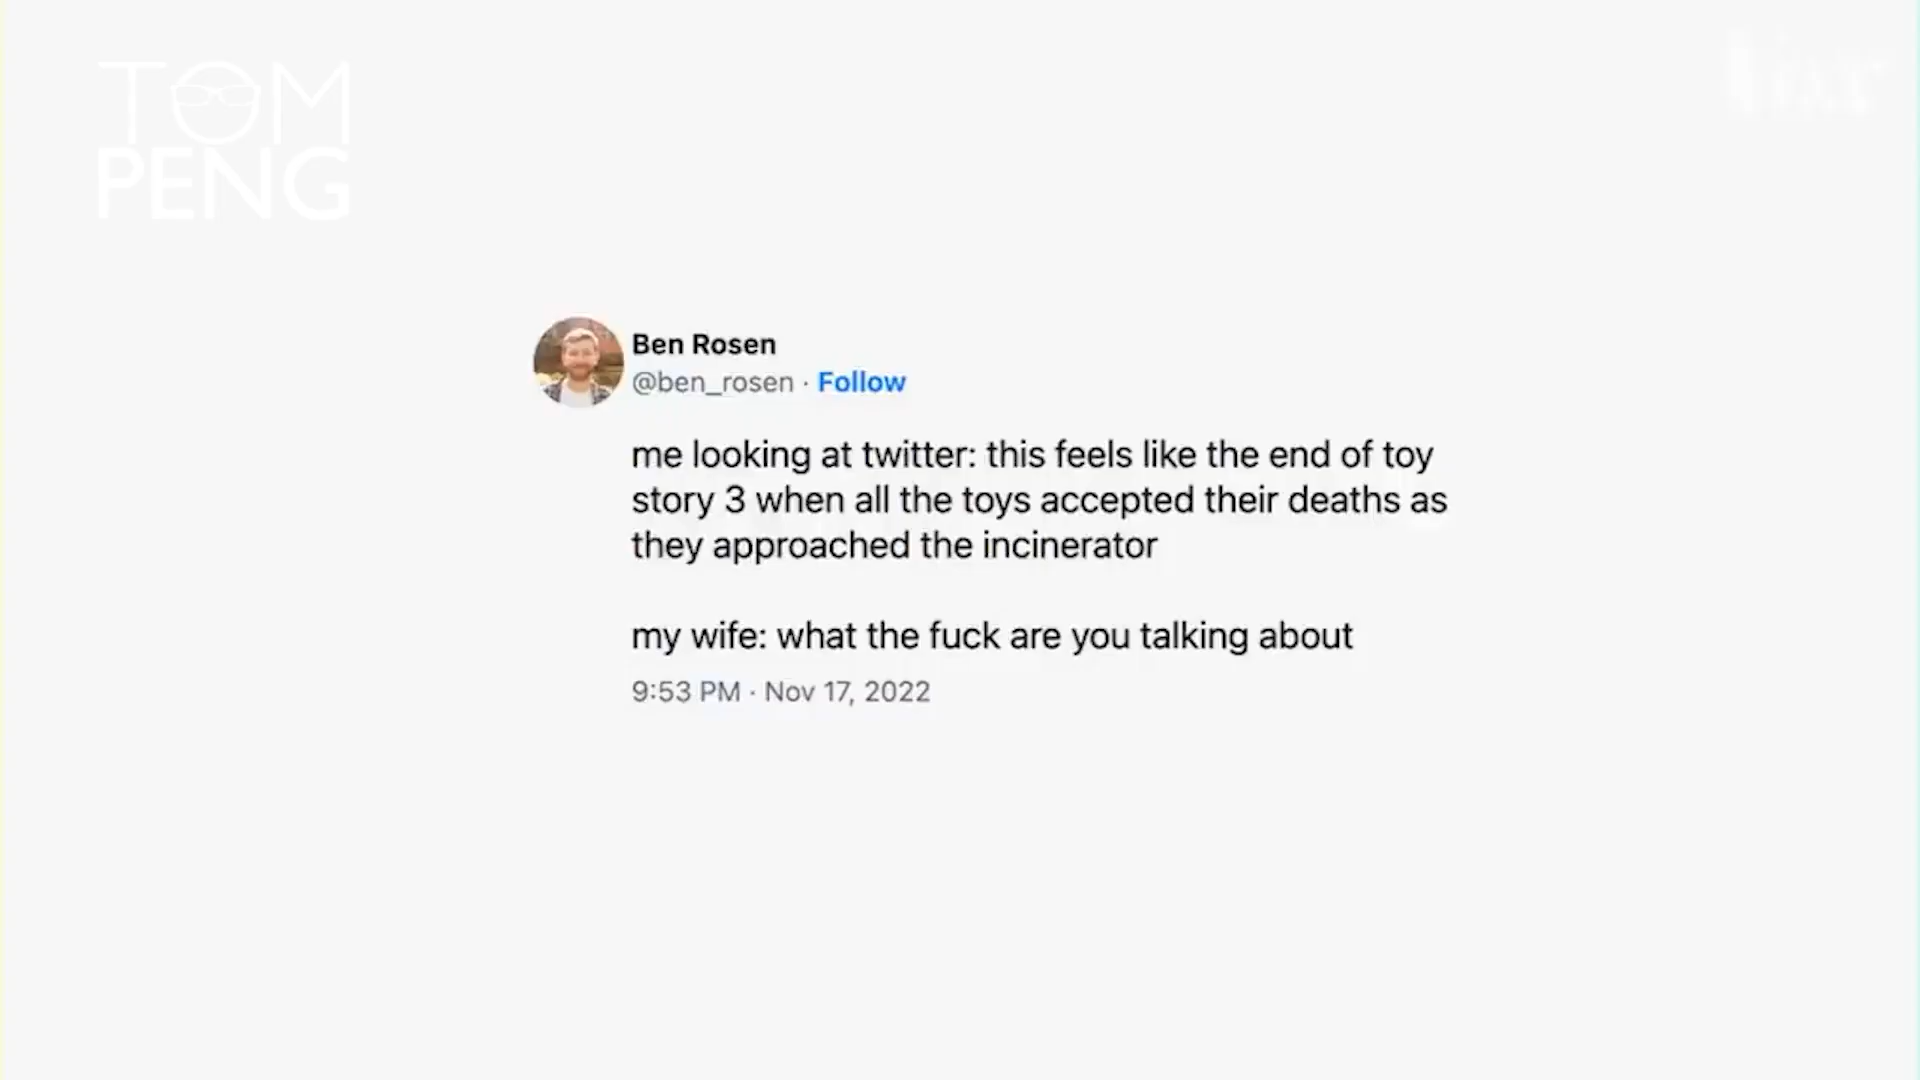 TOM
PENG
Ben Rosen
@ben_rosen · Follow
me looking at twitter: this feels like the end of toy
story 3 when all the toys accepted their deaths as
they approached the incinerator
my wife: what the fuck are you talking about
9:53 PM · Nov 17, 2022